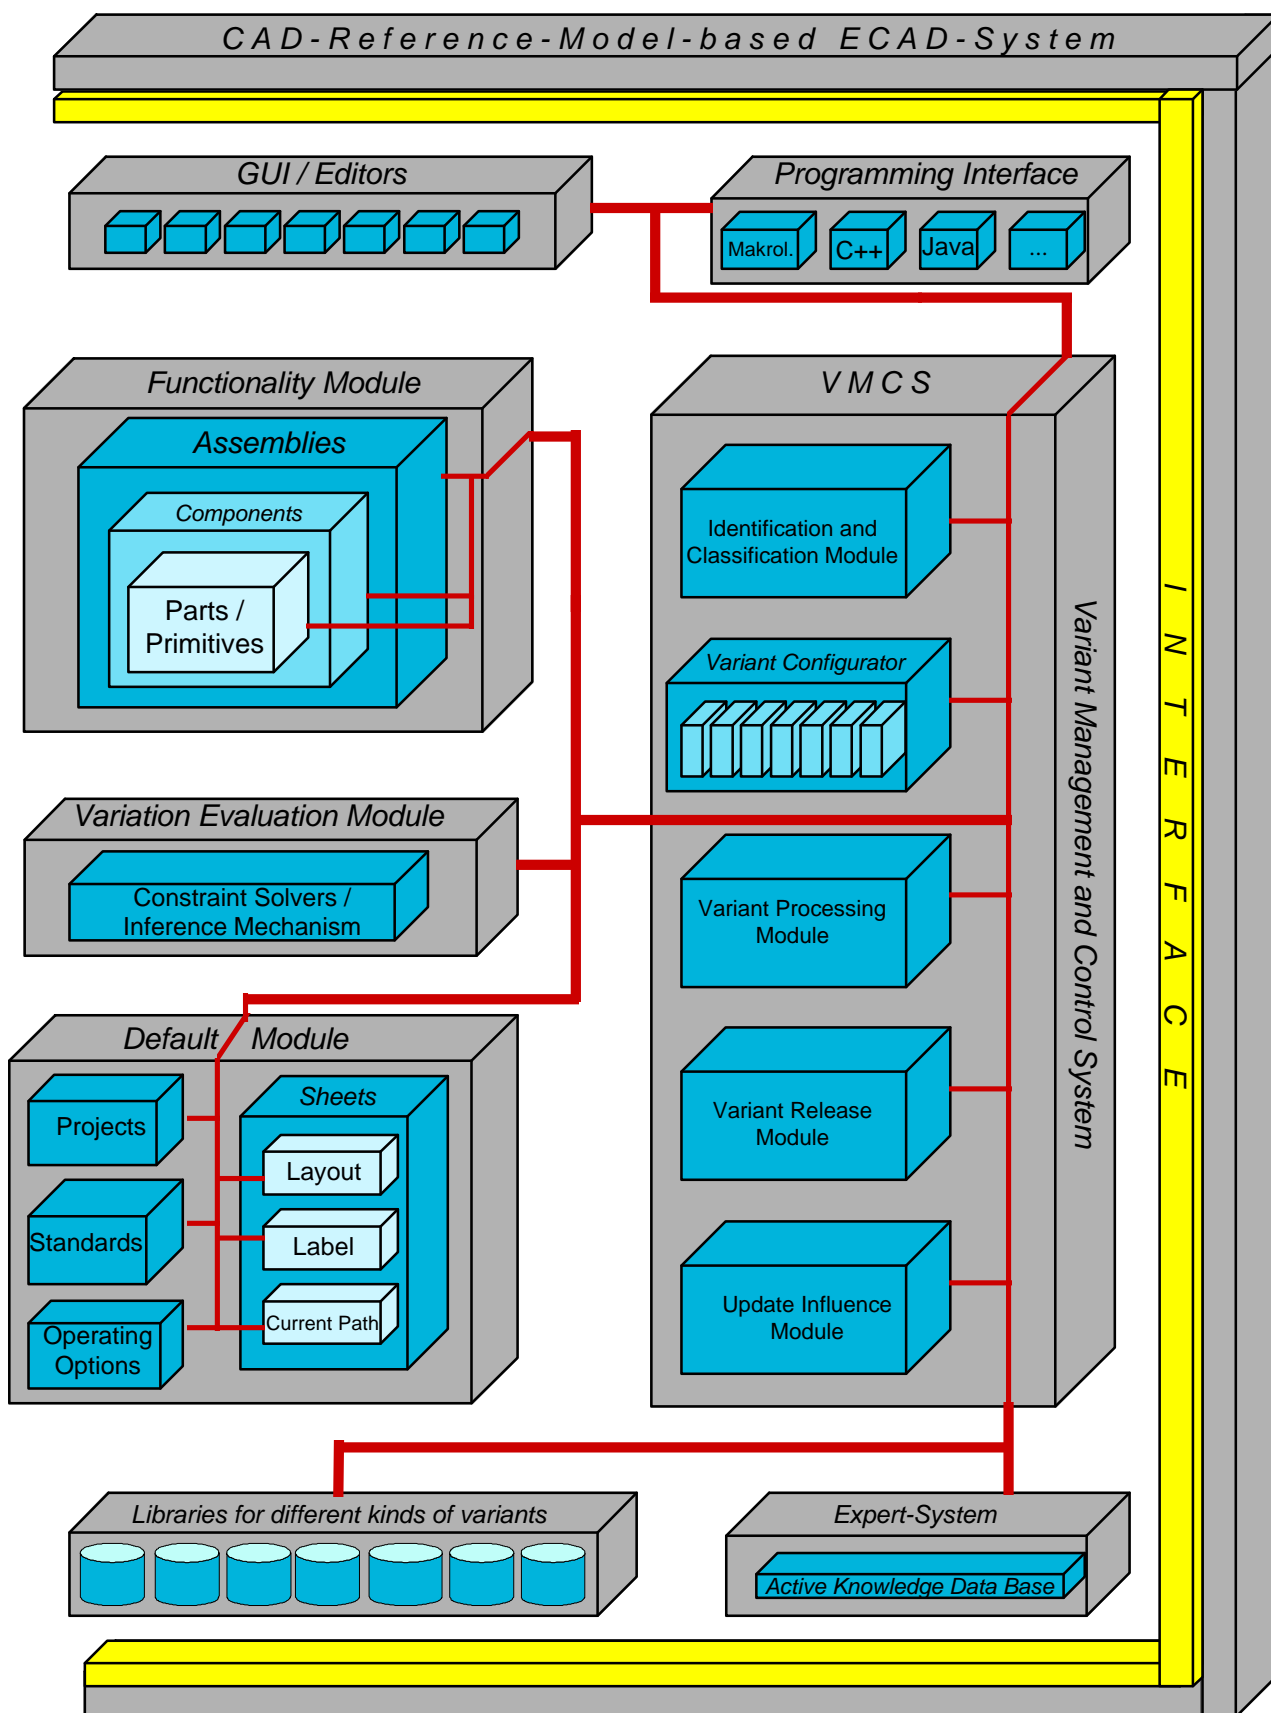 CAD-Reference-Model-based ECAD-System
GUI / Editors
Programming Interface
Makrol.
C++
Java
...
Functionality Module
Assemblies
Components
Parts /
Primitives
VMCS
Identification and
Classification Module
Variant Configurator
Variant Processing
Module
Variant Release
Module
Update Influence
Module
Variant Management and Control System
INTERFACE
Variation Evaluation Module
Constraint Solvers /
Inference Mechanism
Default Module
Projects
Standards
Operating
Options
Sheets
Layout
Label
Current Path
Libraries for different kinds of variants
Expert-System
Active Knowledge Data Base